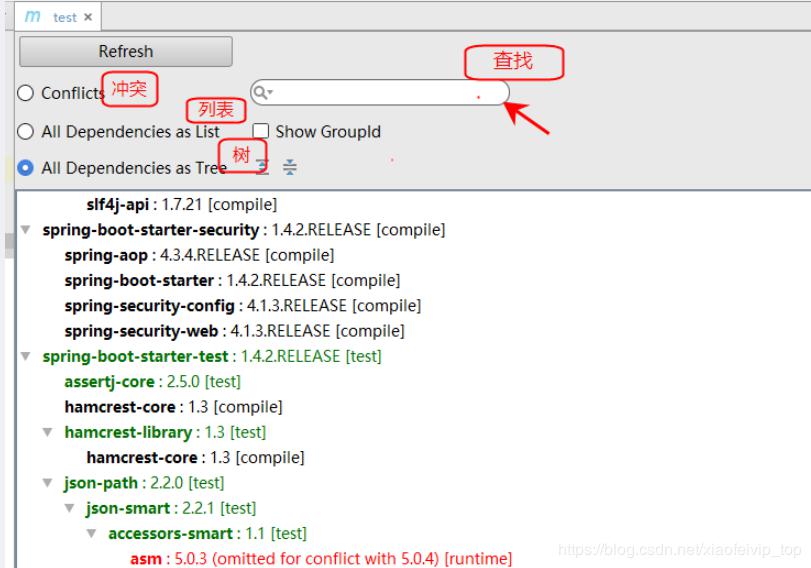 m test ×
Refresh
Conflicts 冲突 查找
列表
All Dependencies as List Show GroupId
树
All Dependencies as Tree
slf4j-api : 1.7.21 [compile]
spring-boot-starter-security : 1.4.2.RELEASE [compile]
spring-aop : 4.3.4.RELEASE [compile]
spring-boot-starter : 1.4.2.RELEASE [compile]
spring-security-config : 4.1.3.RELEASE [compile]
spring-security-web : 4.1.3.RELEASE [compile]
spring-boot-starter-test : 1.4.2.RELEASE [test]
assertj-core : 2.5.0 [test]
hamcrest-core : 1.3 [compile]
hamcrest-library : 1.3 [test]
hamcrest-core : 1.3 [compile]
json-path : 2.2.0 [test]
json-smart : 2.2.1 [test]
accessors-smart : 1.1 [test]
asm : 5.0.3 (omitted for conflict with 5.0.4) [runtime]
https://blog.csdn.net/xiaofeivip_top